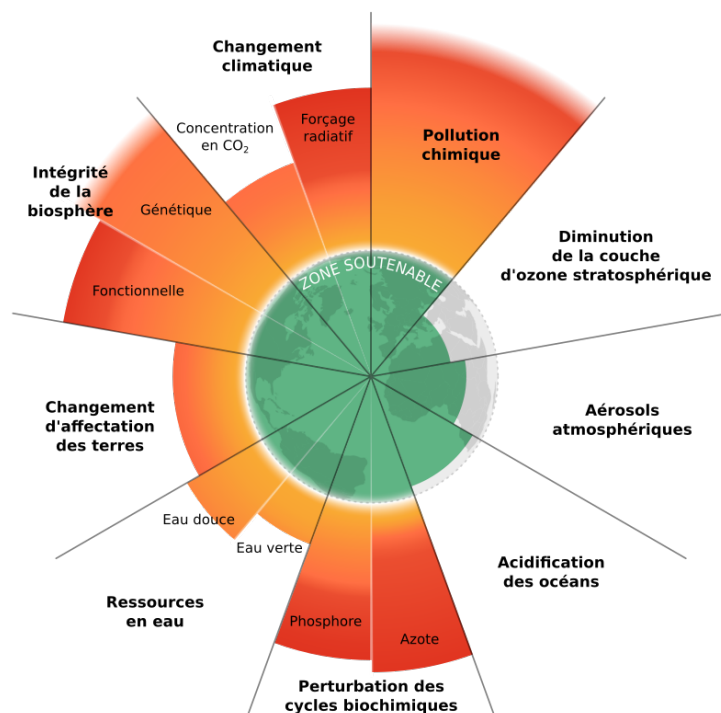 Changement
climatique
Concentration
en CO₂
Forçage
radiatif
Pollution
chimique
Intégrité
de la
biosphère
Génétique
Fonctionnelle
ZONE SOUTENABLE
Diminution
de la couche
d'ozone stratosphérique
Changement
d'affectation
des terres
Aérosols
atmosphériques
Eau douce
Eau verte
Acidification
des océans
Ressources
en eau
Phosphore
Azote
Perturbation des
cycles biochimiques